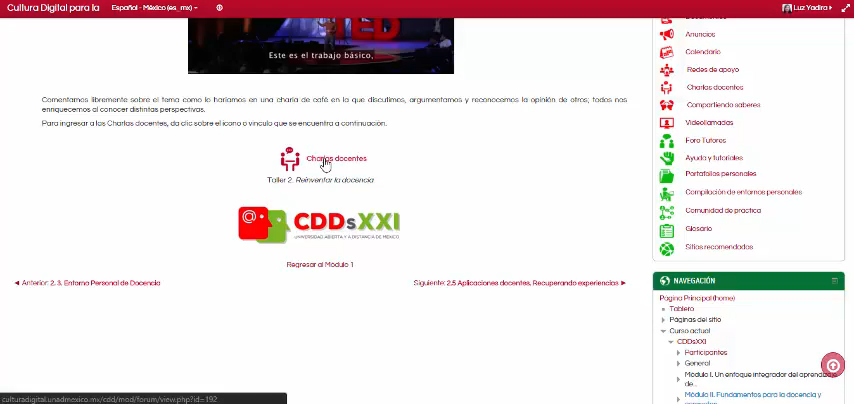 Cultura Digital para la
Español - México (es_mx)
Luz Yadira
TED
Este es el trabajo básico,
Comentamos libremente sobre el tema como lo haríamos en una charla de café en la que discutimos, argumentamos y reconocemos la opinión de otros; todos nos
enriquecemos al conocer distintas perspectivas.
Para ingresar a las Charlas docentes, da clic sobre el icono o vínculo que se encuentra a continuación.
Charlas docentes
Taller 2. Reinventar la docencia
CDDsXXI
UNIVERSIDAD ABIERTA Y A DISTANCIA DE MÉXICO
Regresar al Módulo 1
◄ Anterior: 2. 3. Entorno Personal de Docencia
Siguiente: 2.5 Aplicaciones docentes. Recuperando experiencias ►
culturadigital.unadmexico.mx/cdd/mod/forum/view.php?id=192
Anuncios
Calendario
Redes de apoyo
Charlas docentes
Compartiendo saberes
Videollamadas
Foro Tutores
Ayuda y tutoriales
Portafolios personales
Compilación de entornos personales
Comunidad de práctica
Glosario
Sitios recomendados
NAVEGACIÓN
Página Principal (home)
Tablero
Páginas del sitio
Curso actual
CDDsXXI
Participantes
General
Módulo I. Un enfoque integrador del aprendizaje
de...
Módulo II. Fundamentos para la docencia y